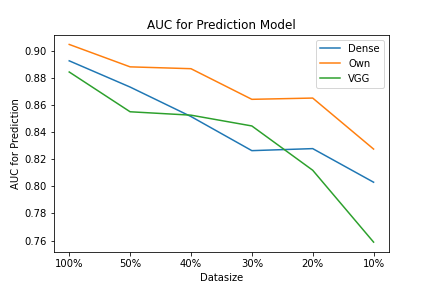 AUC for Prediction Model
Dense
Own
VGG
AUC for Prediction
0.90
0.88
0.86
0.84
0.82
0.80
0.78
0.76
100% 50% 40% 30% 20% 10%
Datasize